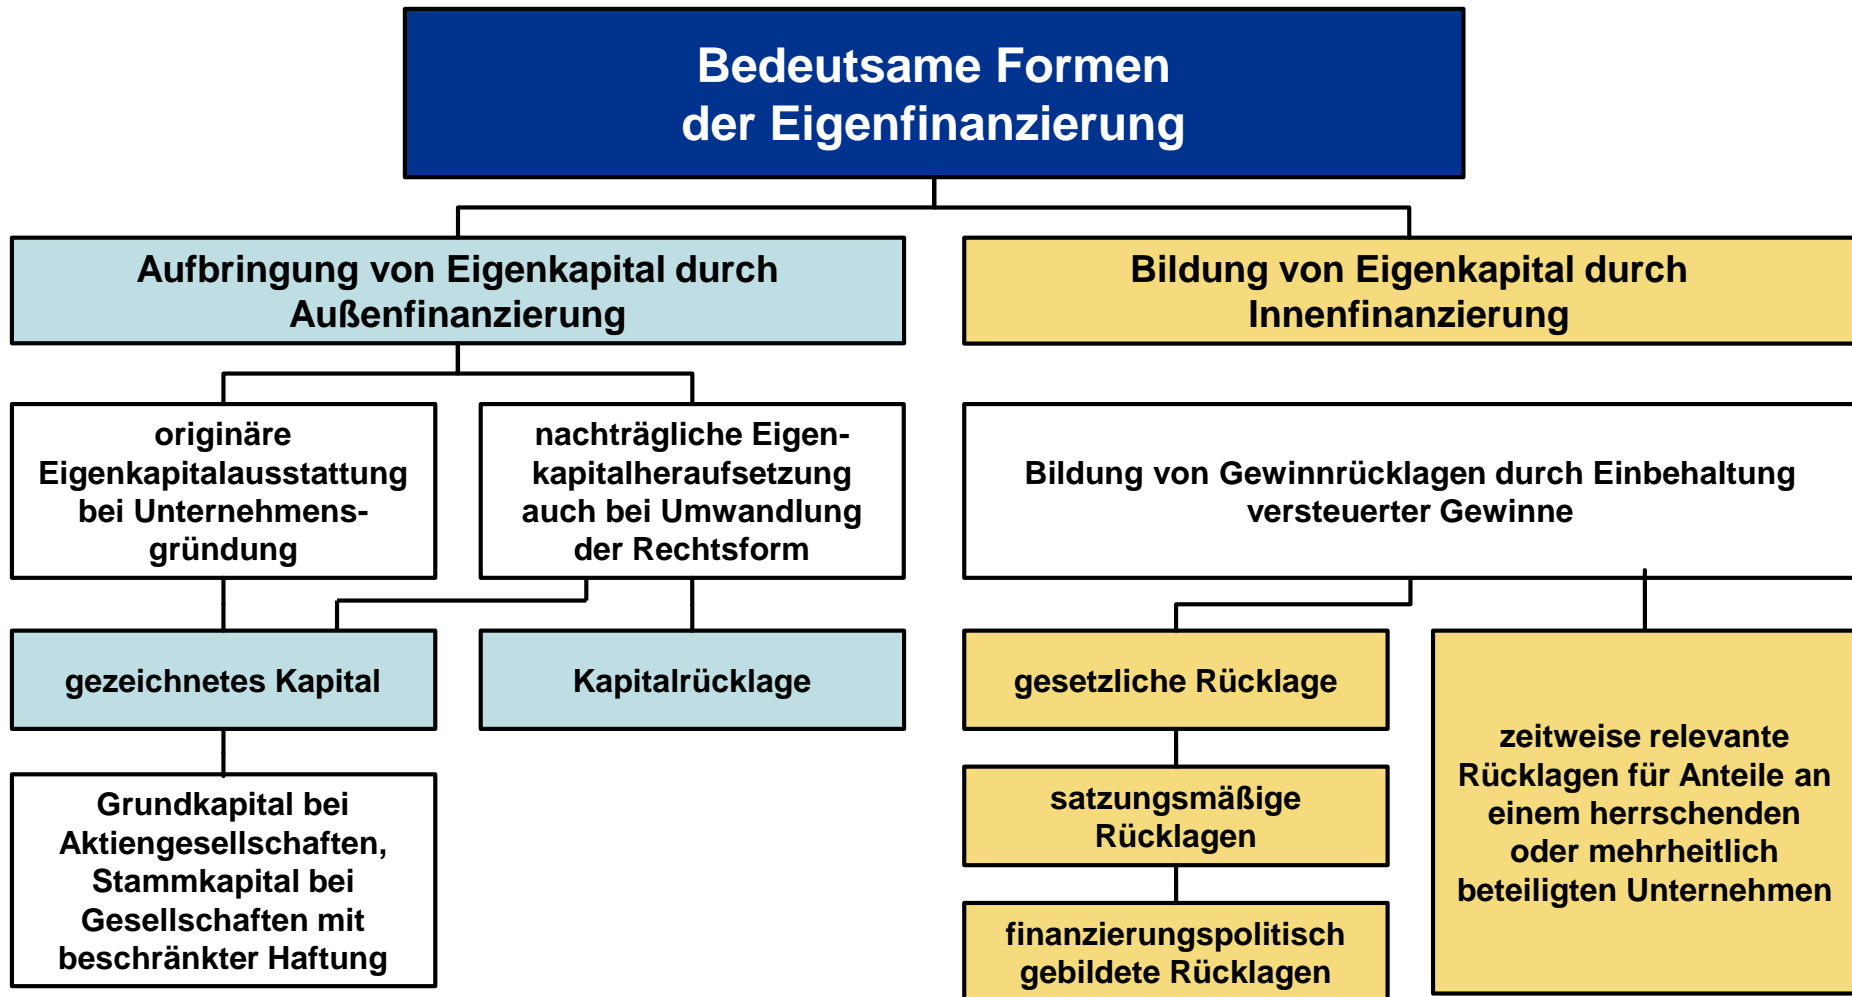 Bedeutsame Formen
der Eigenfinanzierung
Aufbringung von Eigenkapital durch
Außenfinanzierung
Bildung von Eigenkapital durch
Innenfinanzierung
originäre
Eigenkapitalausstattung
bei Unternehmens-
gründung
nachträgliche Eigen-
kapitalheraufsetzung
auch bei Umwandlung
der Rechtsform
Bildung von Gewinnrücklagen durch Einbehaltung
versteuerter Gewinne
gezeichnetes Kapital
Kapitalrücklage
gesetzliche Rücklage
zeitweise relevante
Rücklagen für Anteile an
einem herrschenden
oder mehrheitlich
beteiligten Unternehmen
Grundkapital bei
Aktiengesellschaften,
Stammkapital bei
Gesellschaften mit
beschränkter Haftung
satzungsmäßige
Rücklagen
finanzierungspolitisch
gebildete Rücklagen